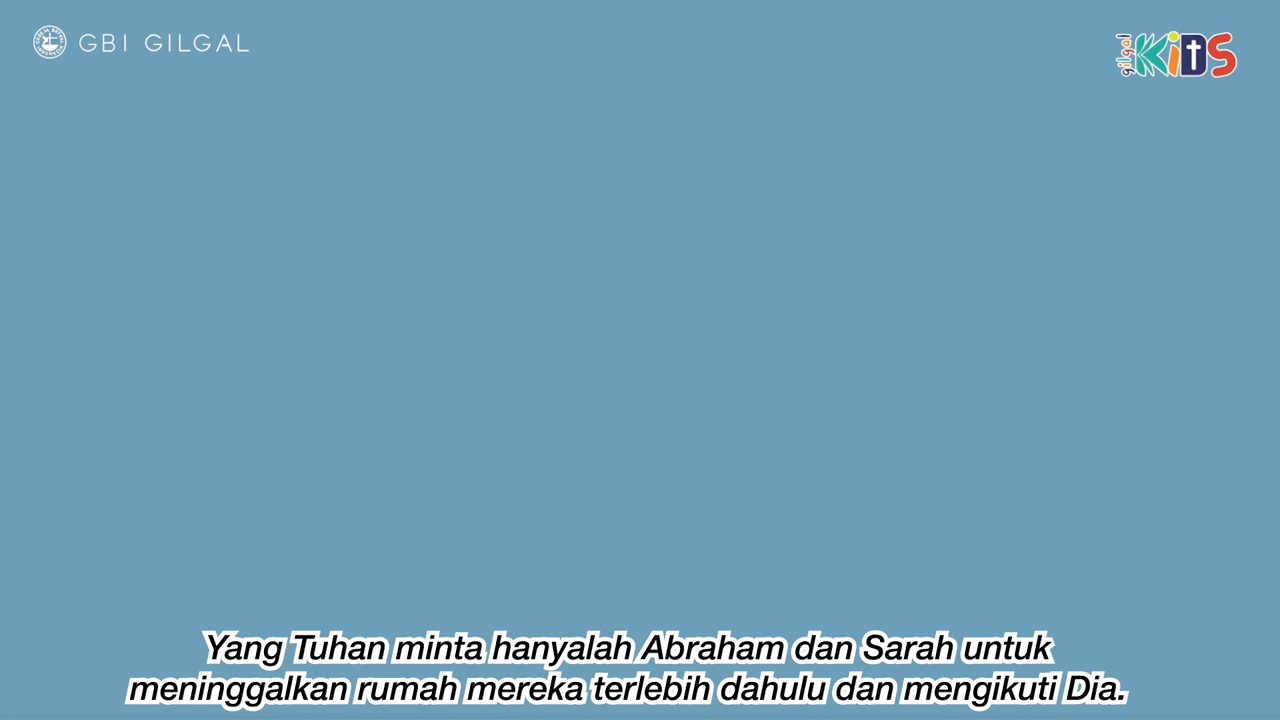 GBI GILGAL
gilgal KiDS
Yang Tuhan minta hanyalah Abraham dan Sarah untuk
meninggalkan rumah mereka terlebih dahulu dan mengikuti Dia.